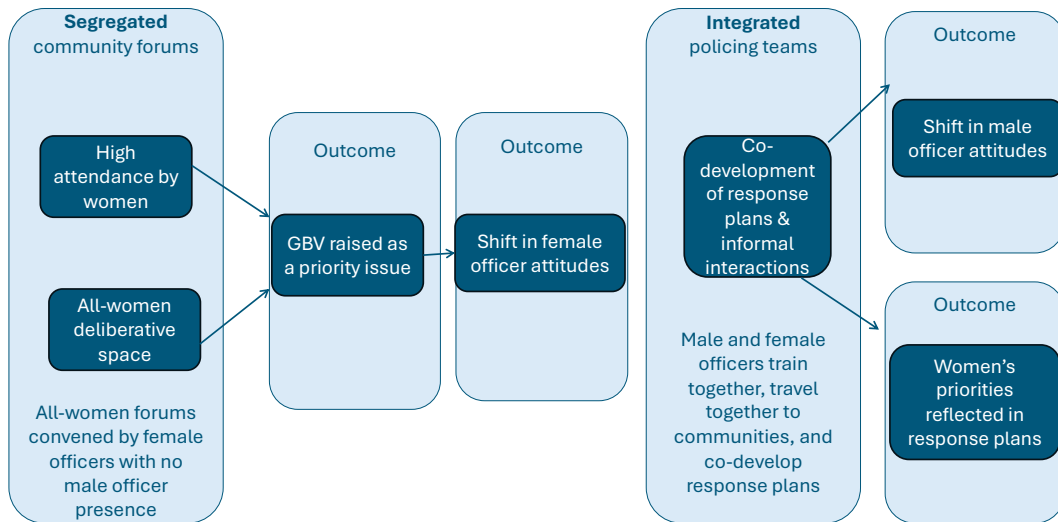 Segregated
community forums
High
attendance by
women
All-women
deliberative
space
All-women forums
convened by female
officers with no
male officer
presence
Outcome
GBV raised as
a priority issue
Outcome
Shift in female
officer attitudes
Integrated
policing teams
Co-
development
of response
plans &
informal
interactions
Male and female
officers train
together, travel
together to
communities, and
co-develop
response plans
Outcome
Shift in male
officer attitudes
Outcome
Women’s
priorities
reflected in
response plans